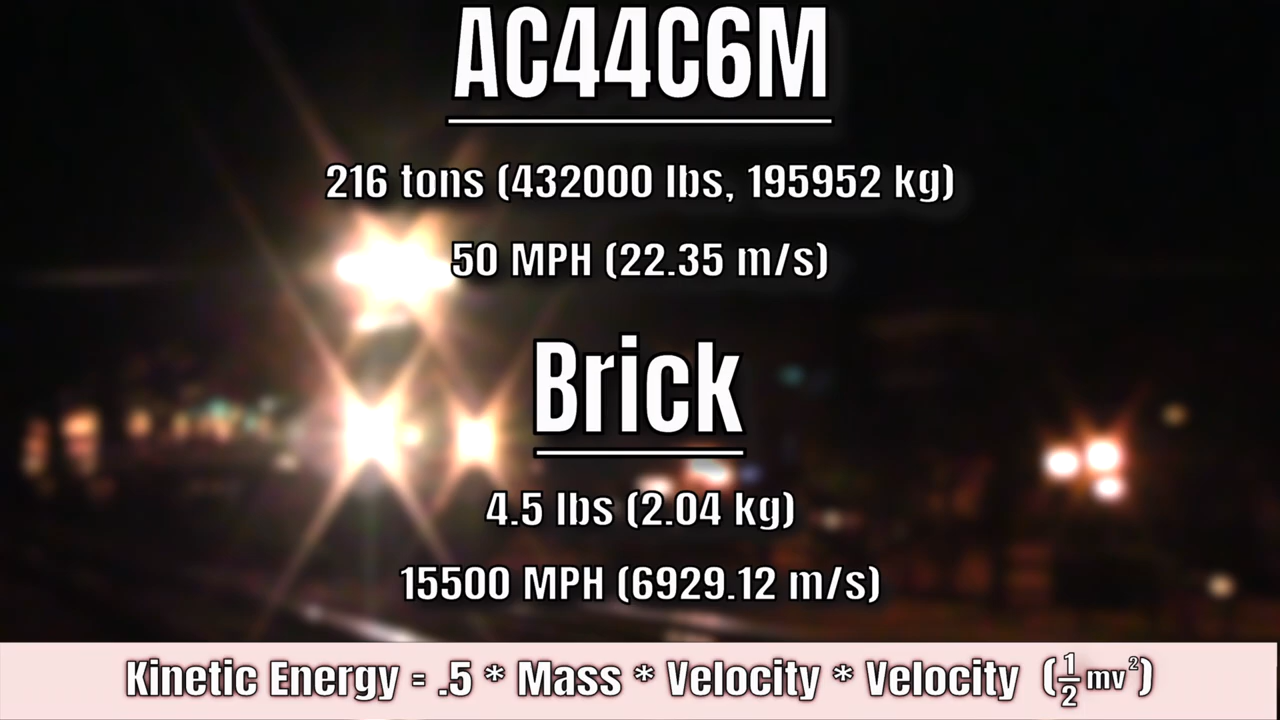 AC44C6M
216 tons (432000 lbs, 195952 kg)
50 MPH (22.35 m/s)
Brick
4.5 lbs (2.04 kg)
15500 MPH (6929.12 m/s)
Kinetic Energy = .5 * Mass * Velocity * Velocity (½mv²)